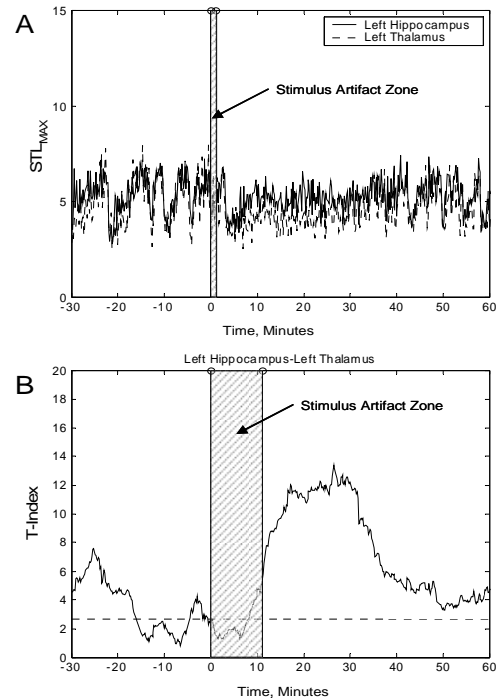 A
15
10
5
0
STLMAX
Left Hippocampus
Left Thalamus
Stimulus Artifact Zone
-30 -20 -10 0 10 20 30 40 50 60
Time, Minutes
B
Left Hippocampus-Left Thalamus
20
18
16
14
12
10
8
6
4
2
0
T-Index
Stimulus Artifact Zone
-30 -20 -10 0 10 20 30 40 50 60
Time, Minutes